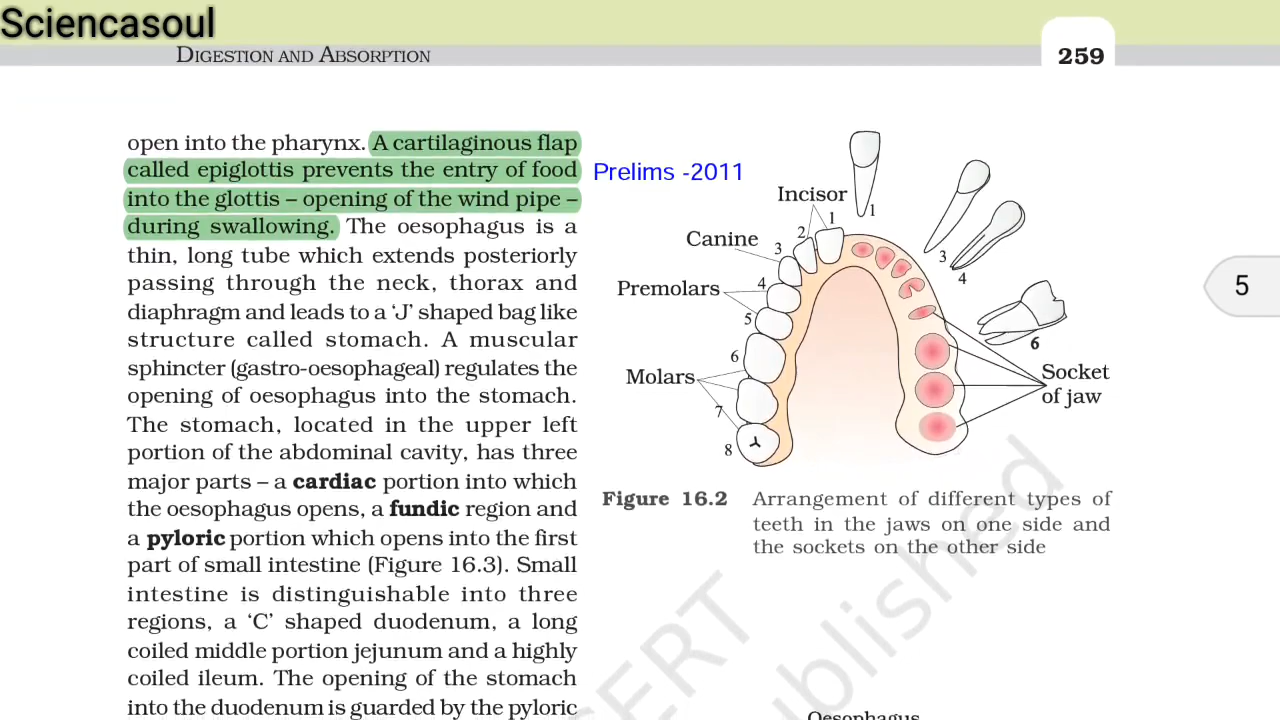 Sciencasoul
DIGESTION AND ABSORPTION
259
open into the pharynx. A cartilaginous flap
called epiglottis prevents the entry of food
into the glottis – opening of the wind pipe –
during swallowing. The oesophagus is a
thin, long tube which extends posteriorly
passing through the neck, thorax and
diaphragm and leads to a ‘J’ shaped bag like
structure called stomach. A muscular
sphincter (gastro-oesophageal) regulates the
opening of oesophagus into the stomach.
The stomach, located in the upper left
portion of the abdominal cavity, has three
major parts – a cardiac portion into which
the oesophagus opens, a fundic region and
a pyloric portion which opens into the first
part of small intestine (Figure 16.3). Small
intestine is distinguishable into three
regions, a ‘C’ shaped duodenum, a long
coiled middle portion jejunum and a highly
coiled ileum. The opening of the stomach
into the duodenum is guarded by the pyloric
Prelims -2011
Incisor
Canine
Premolars
Molars
1
2
3
4
5
6
7
8
1
3
4
6
Socket
of jaw
5
Figure 16.2 Arrangement of different types of
teeth in the jaws on one side and
the sockets on the other side
Oesophagus